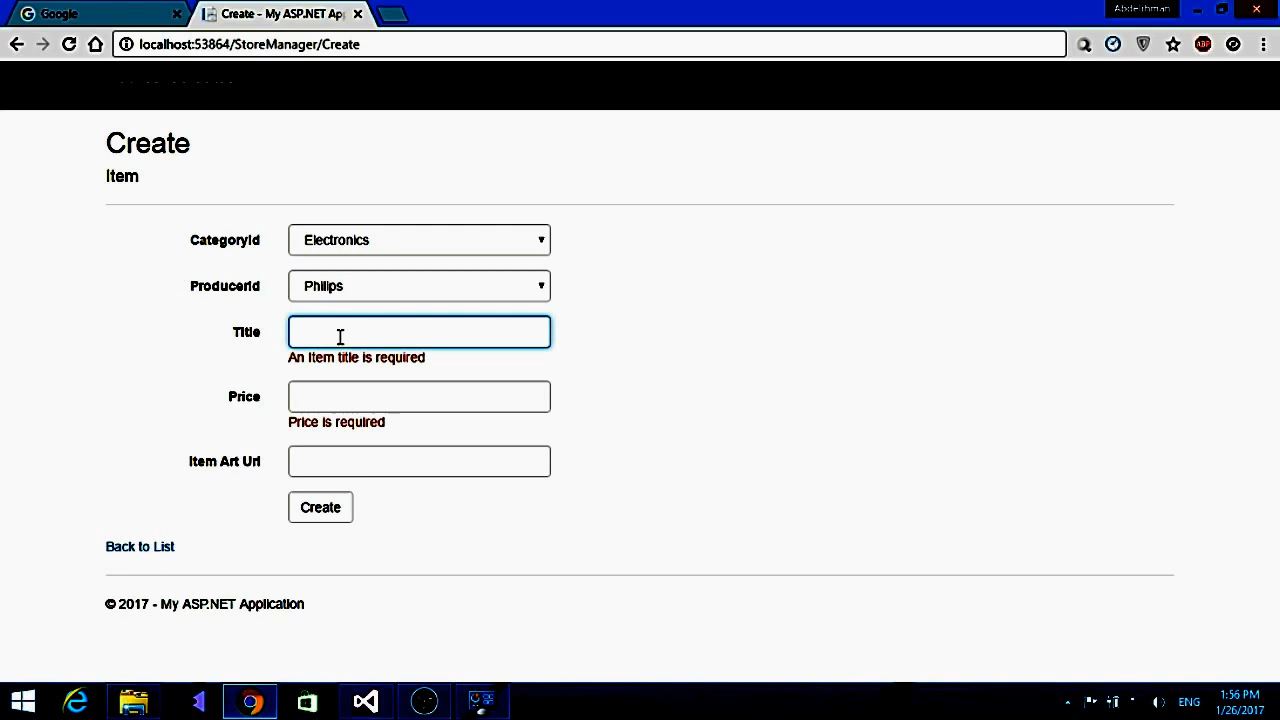 Google
Create - My ASP.NET Ap
Abdelrhman
localhost:53864/StoreManager/Create
ABP
Create
Item
CategoryId
Electronics
ProducerId
Philips
Title
An Item title is required
Price
Price is required
Item Art Url
Create
Back to List
© 2017 - My ASP.NET Application
ENG
1:56 PM
1/26/2017